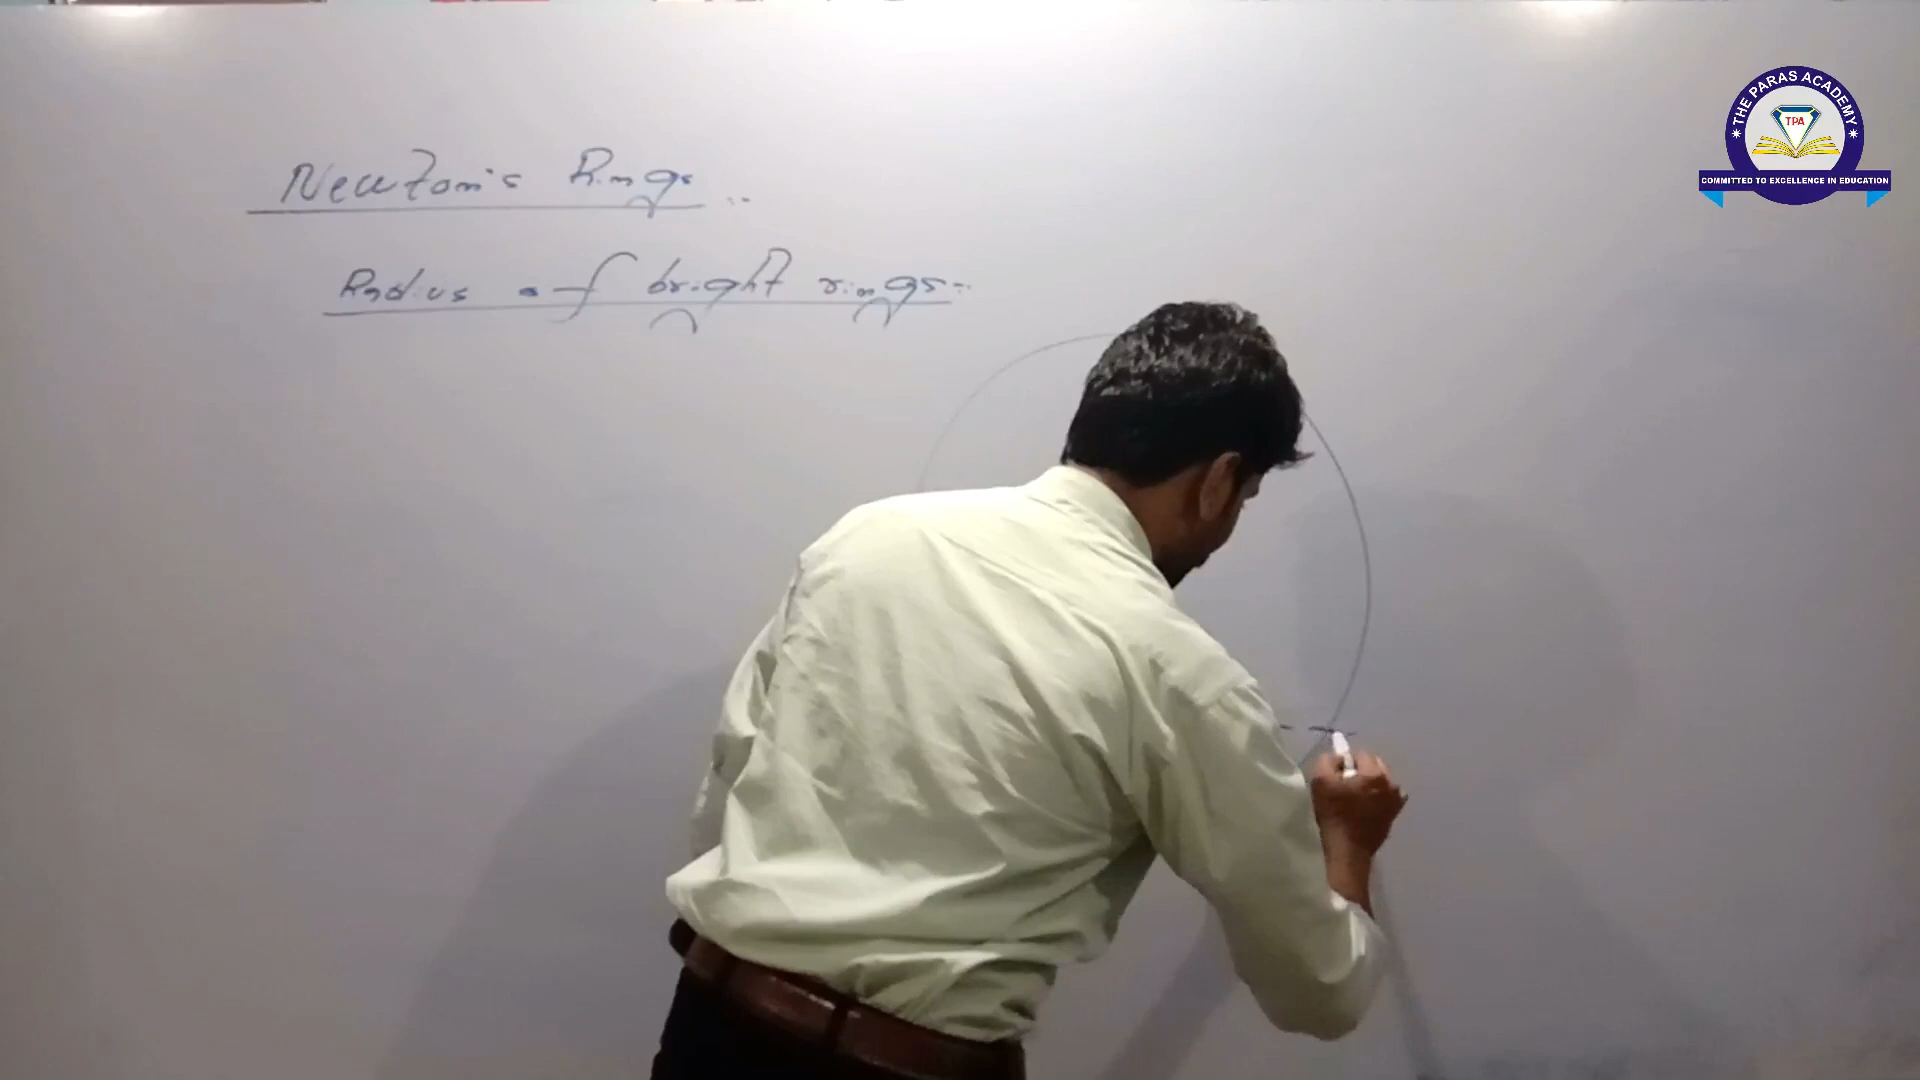 Newton's Rings :-
Radius of bright rings :-
THE PARAS ACADEMY
TPA
COMMITTED TO EXCELLENCE IN EDUCATION